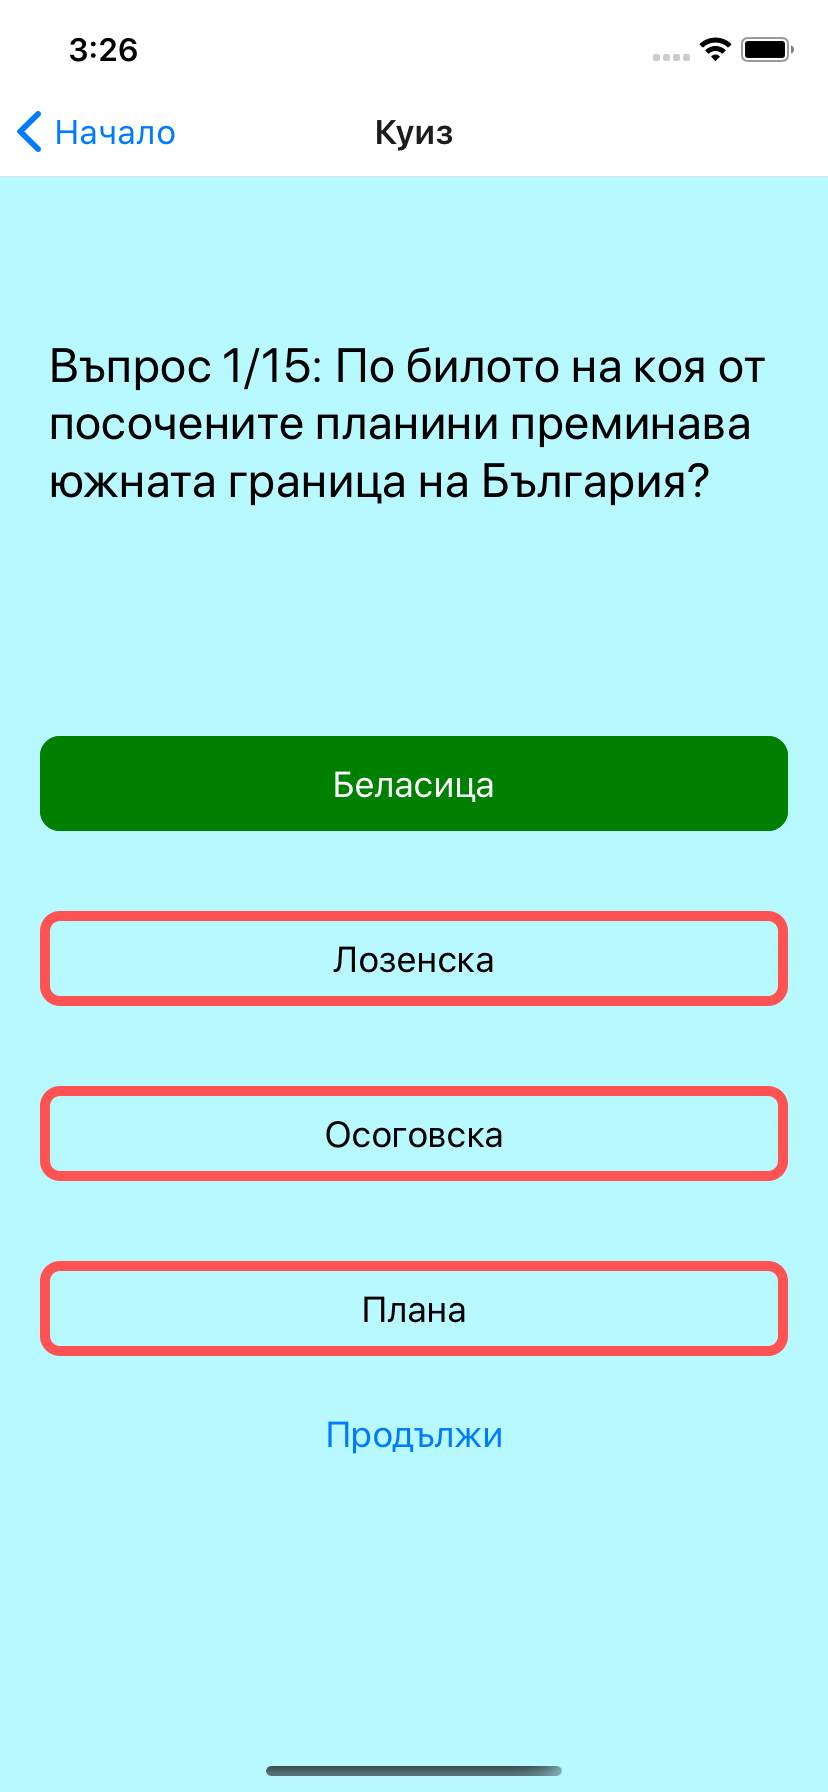 3:26
Начало
Куиз
Въпрос 1/15: По билото на коя от
посочените планини преминава
южната граница на България?
Беласица
Лозенска
Осоговска
Плана
Продължи